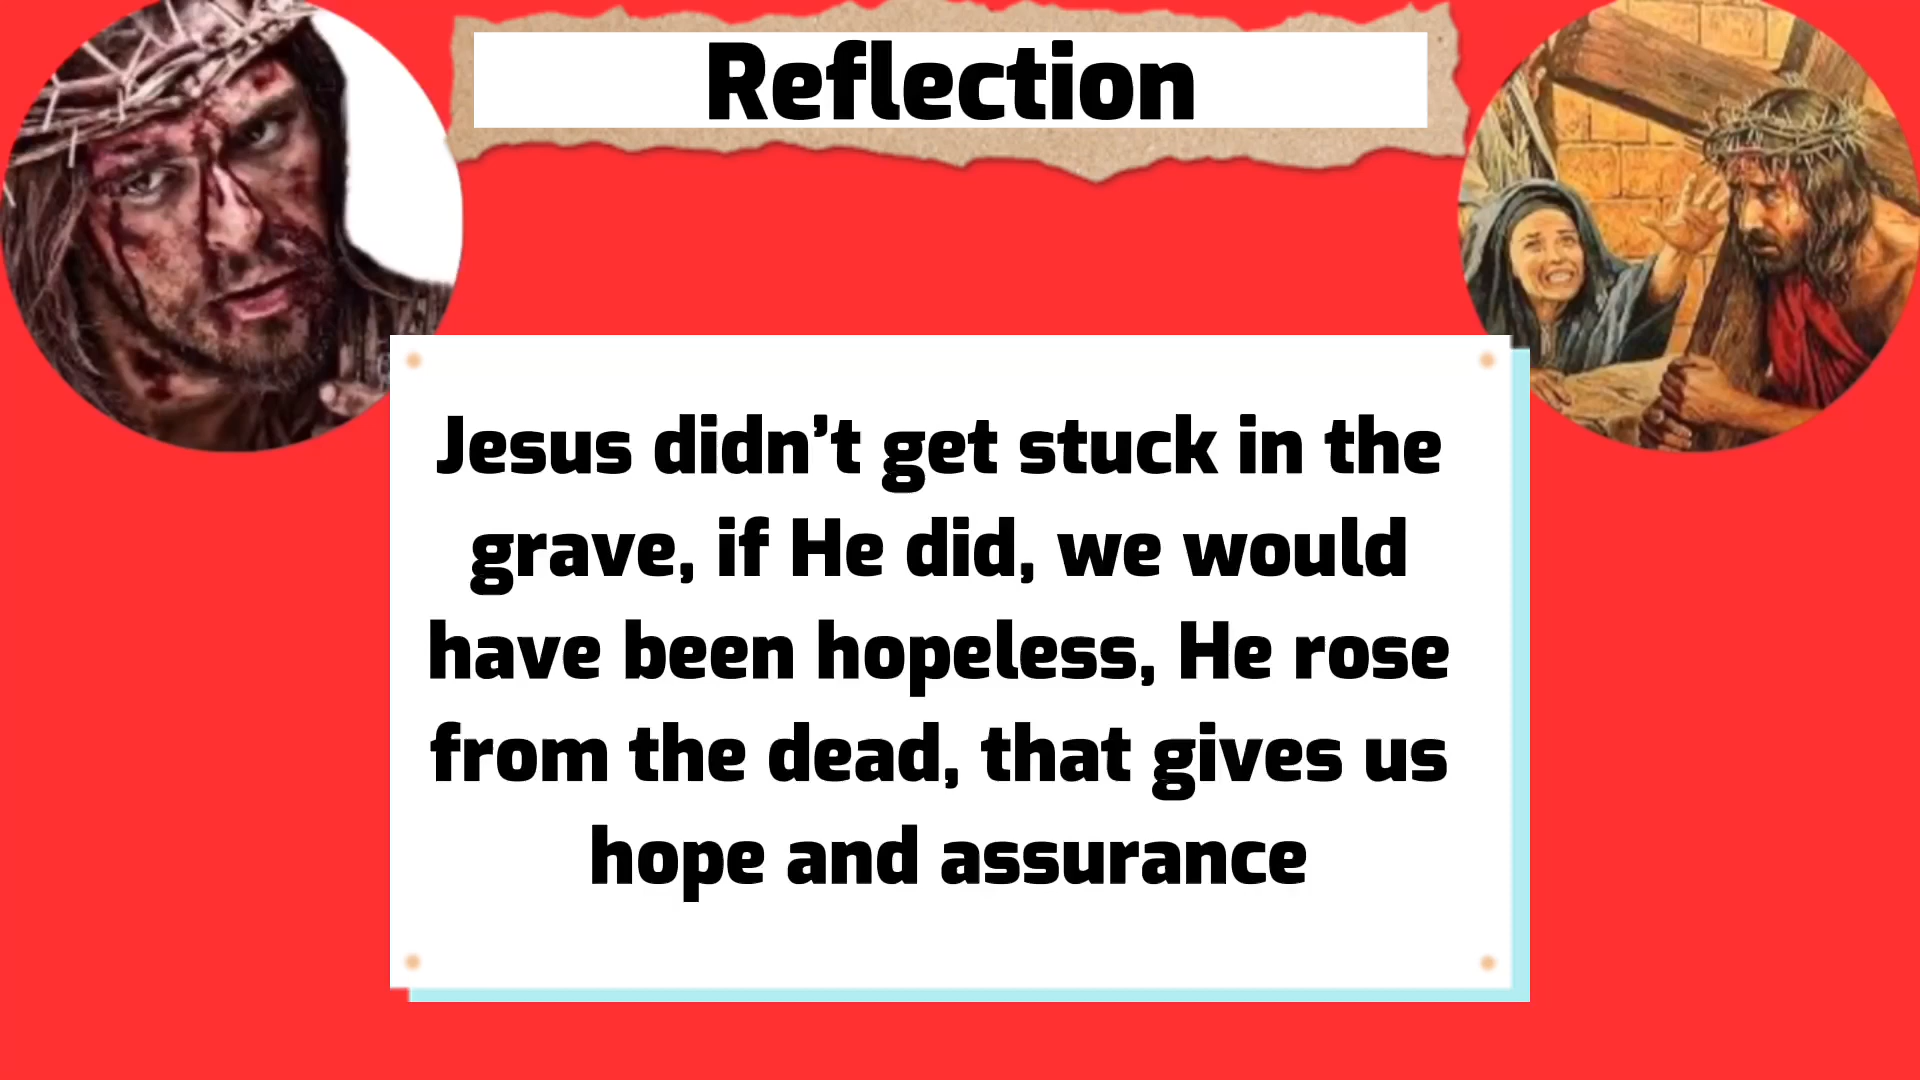 Reflection
Jesus didn’t get stuck in the
grave, if He did, we would
have been hopeless, He rose
from the dead, that gives us
hope and assurance